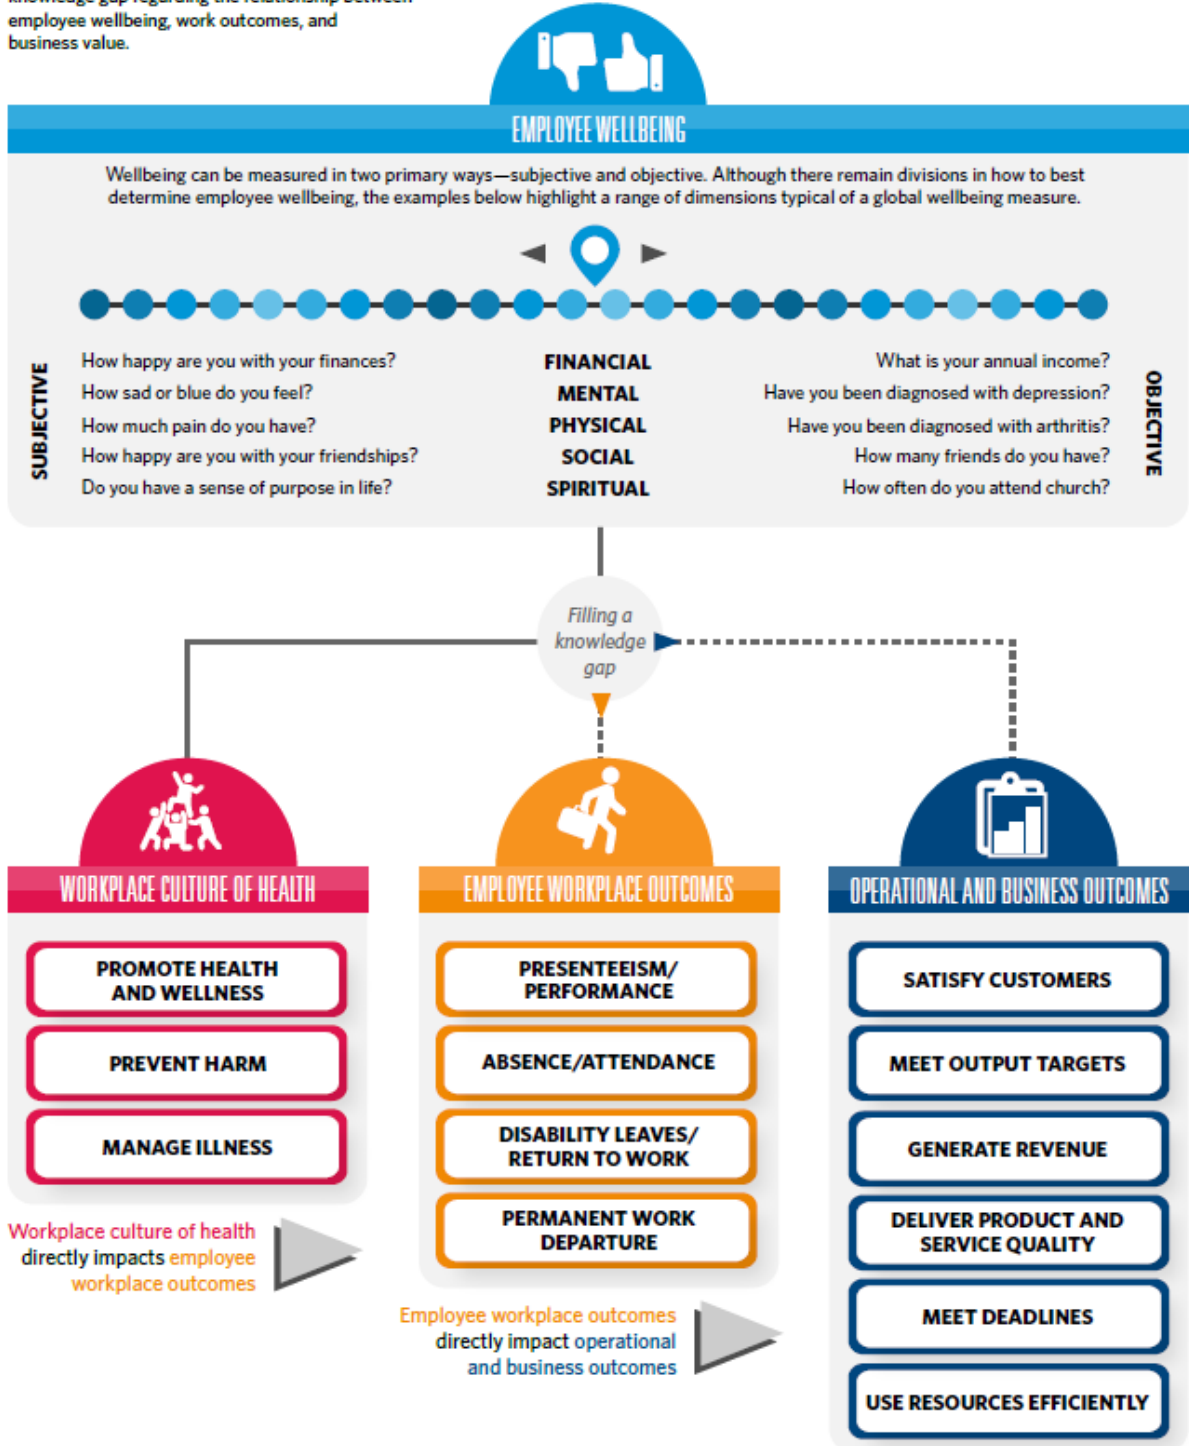 knowledge gap regarding the relationship between
employee wellbeing, work outcomes, and
business value.
EMPLOYEE WELLBEING
Wellbeing can be measured in two primary ways—subjective and objective. Although there remain divisions in how to best
determine employee wellbeing, the examples below highlight a range of dimensions typical of a global wellbeing measure.
SUBJECTIVE
How happy are you with your finances?
FINANCIAL
What is your annual income?
How sad or blue do you feel?
MENTAL
Have you been diagnosed with depression?
How much pain do you have?
PHYSICAL
Have you been diagnosed with arthritis?
How happy are you with your friendships?
SOCIAL
How many friends do you have?
Do you have a sense of purpose in life?
SPIRITUAL
How often do you attend church?
OBJECTIVE
Filling a
knowledge
gap
WORKPLACE CULTURE OF HEALTH
PROMOTE HEALTH
AND WELLNESS
PREVENT HARM
MANAGE ILLNESS
Workplace culture of health
directly impacts employee
workplace outcomes
EMPLOYEE WORKPLACE OUTCOMES
PRESENTEEISM/
PERFORMANCE
ABSENCE/ATTENDANCE
DISABILITY LEAVES/
RETURN TO WORK
PERMANENT WORK
DEPARTURE
Employee workplace outcomes
directly impact operational
and business outcomes
OPERATIONAL AND BUSINESS OUTCOMES
SATISFY CUSTOMERS
MEET OUTPUT TARGETS
GENERATE REVENUE
DELIVER PRODUCT AND
SERVICE QUALITY
MEET DEADLINES
USE RESOURCES EFFICIENTLY